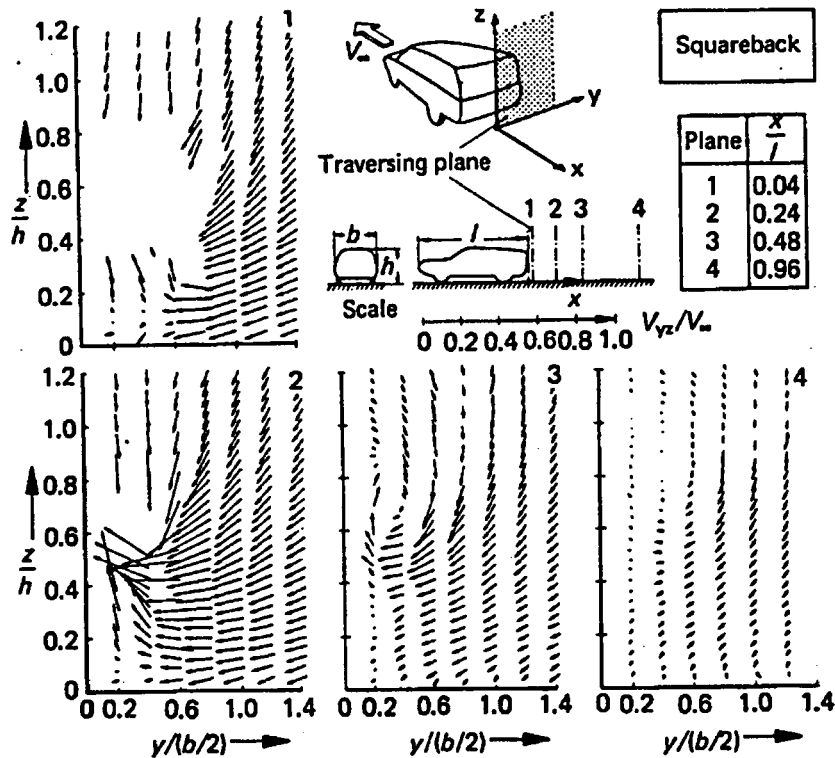 1.2
1.0
0.8
0.6
0.4
0.2
0
z/h
1
V∞
z
y
x
Traversing plane
Squareback
Plane x/l
1 0.04
2 0.24
3 0.48
4 0.96
b
h
l
1 2 3 4
Scale
x
0 0.2 0.4 0.6 0.8 1.0
Vyz/V∞
1.2
1.0
0.8
0.6
0.4
0.2
0
z/h
2
0 0.2 0.6 1.0 1.4
y/(b/2)
3
0 0.2 0.6 1.0 1.4
y/(b/2)
4
0 0.2 0.6 1.0 1.4
y/(b/2)